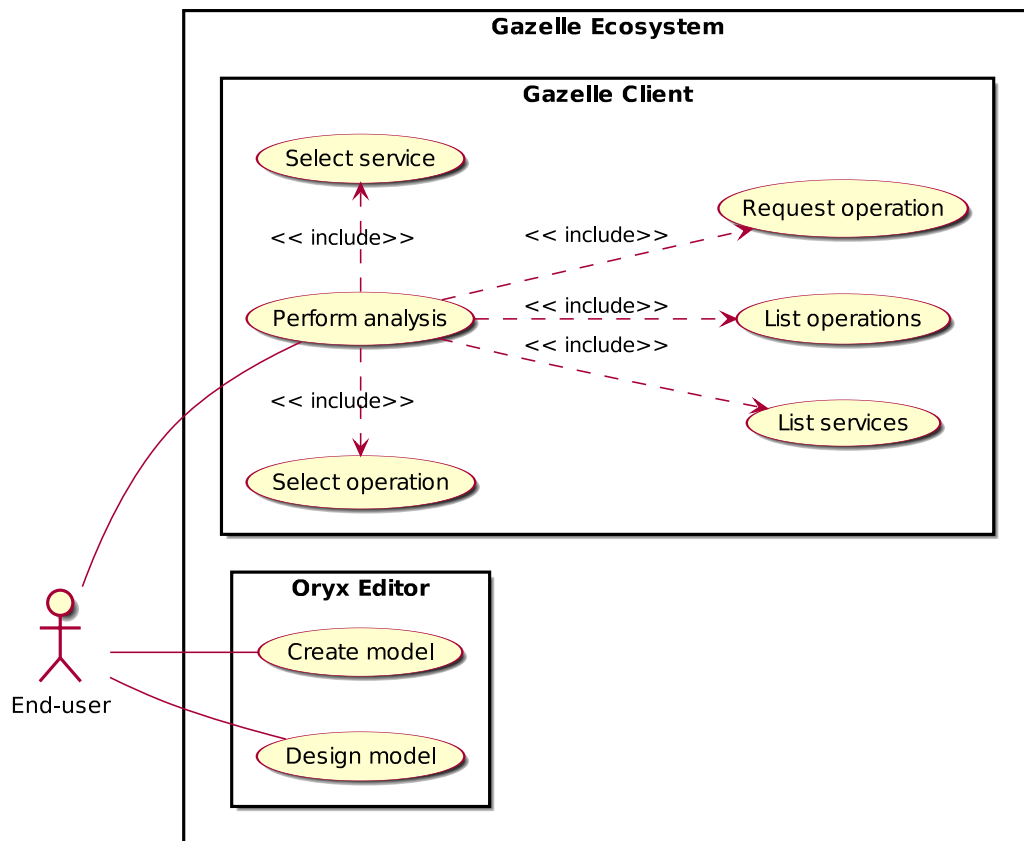 Gazelle Ecosystem
Gazelle Client
Select service
Request operation
<< include>>
<< include>>
<< include>>
Perform analysis
List operations
<< include>>
<< include>>
List services
Select operation
Oryx Editor
Create model
End-user
Design model